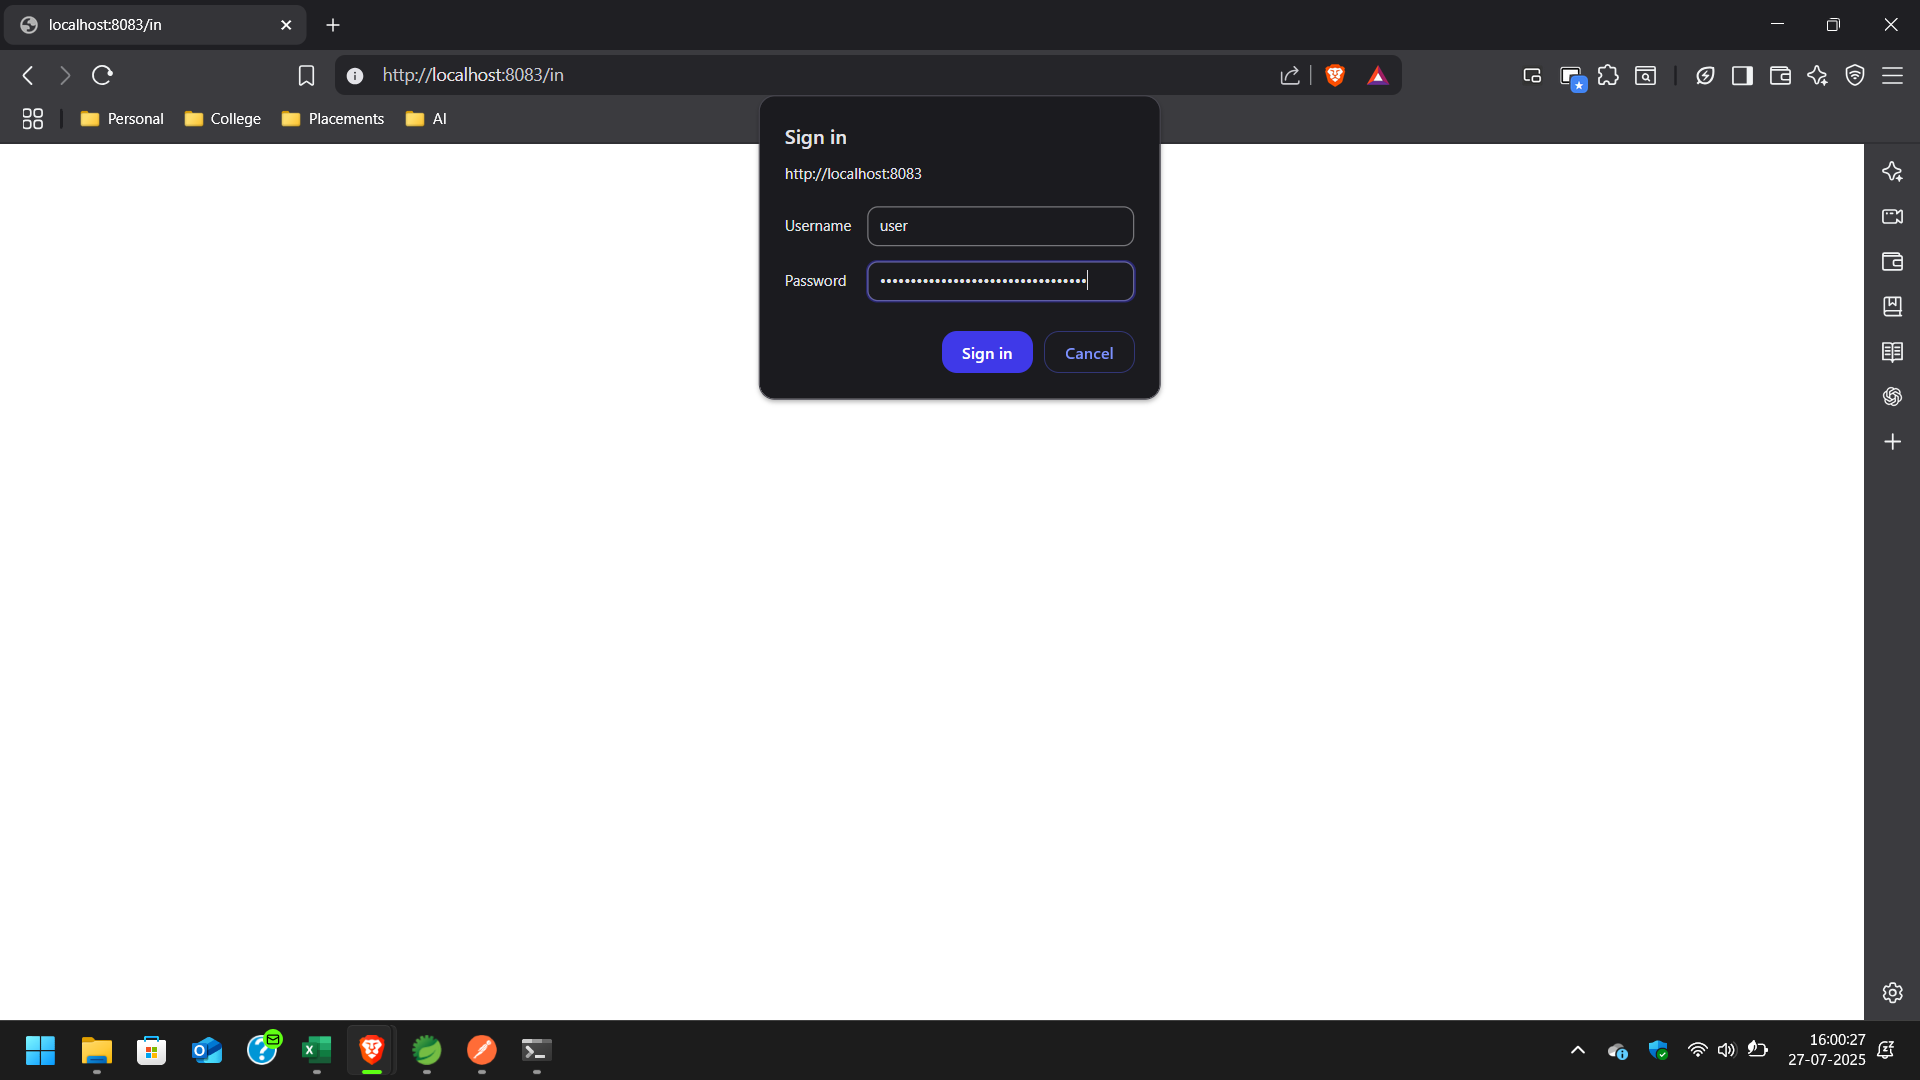 localhost:8083/in
http://localhost:8083/in
Personal
College
Placements
AI
Sign in
http://localhost:8083
Username
user
Password
••••••••••••••••••••••••••••••••••••
Sign in
Cancel
16:00:27
27-07-2025